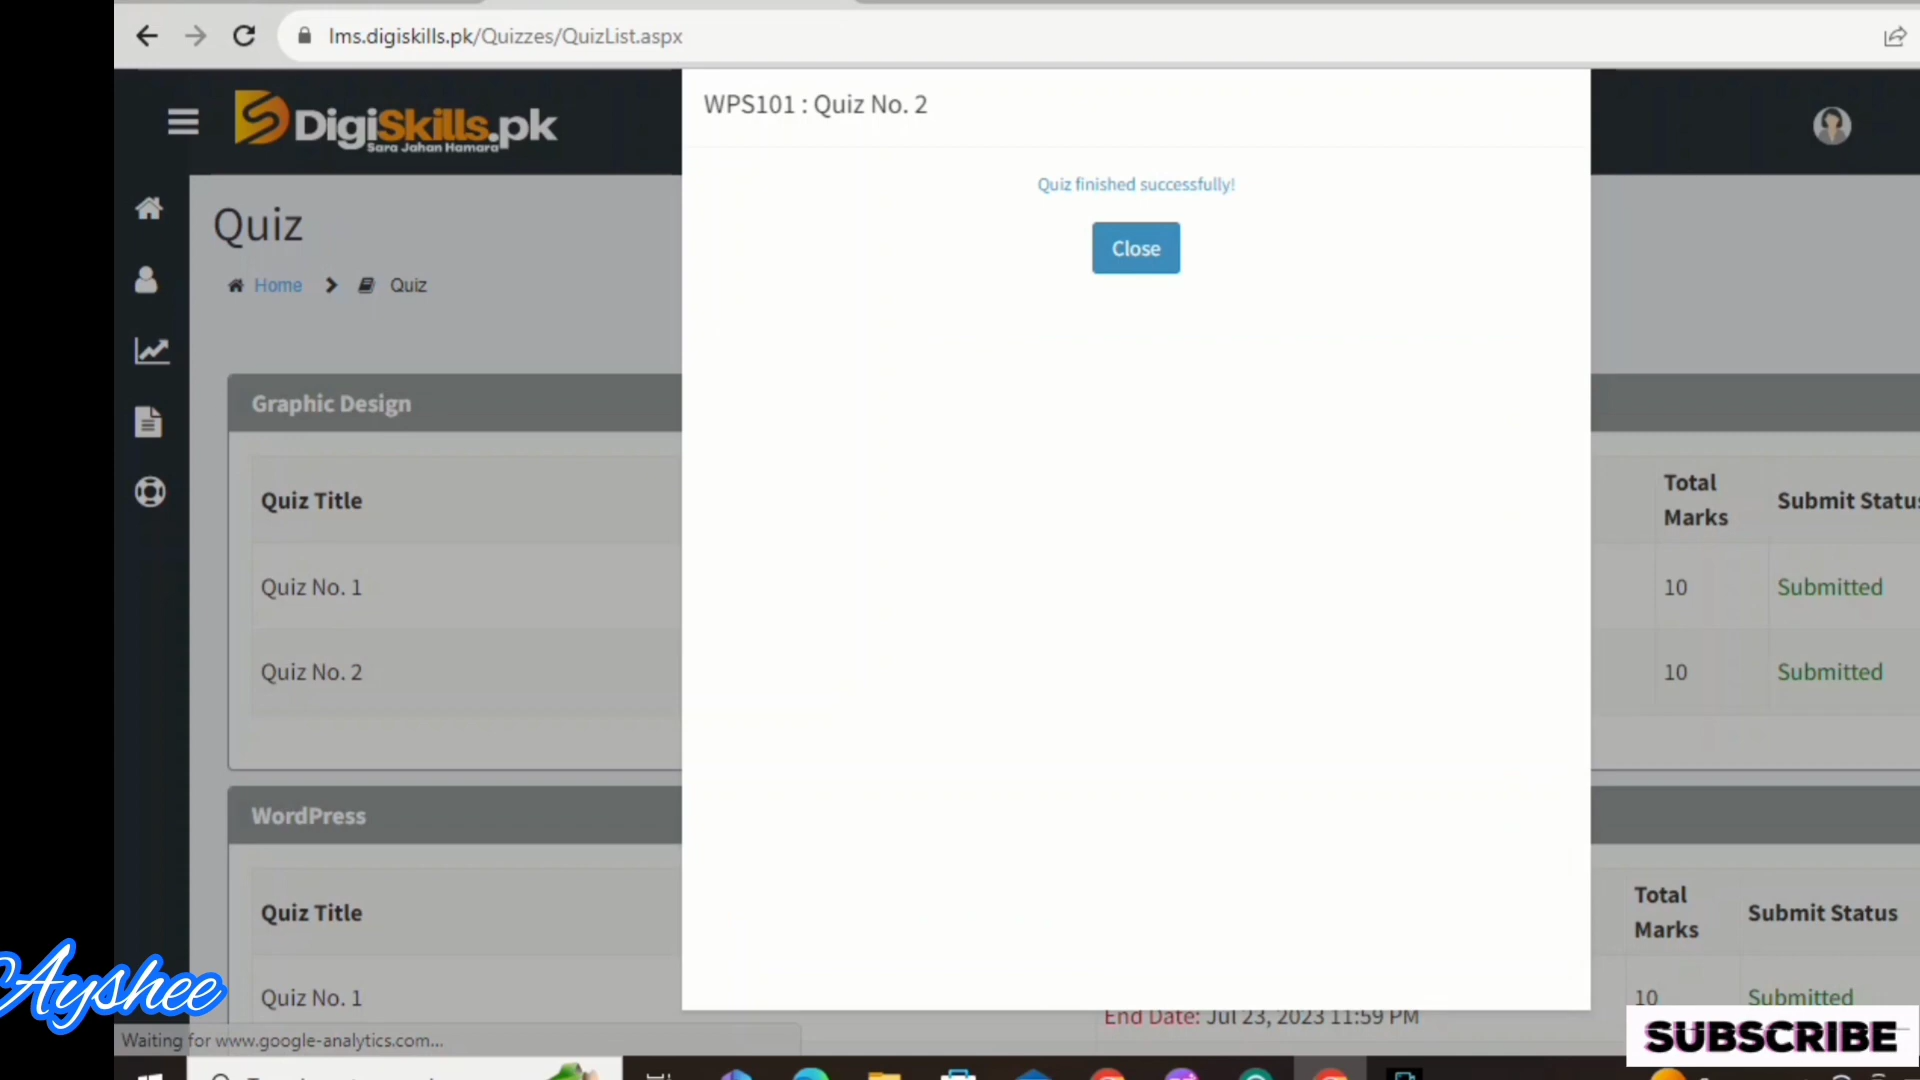 lms.digiskills.pk/Quizzes/QuizList.aspx
WPS101 : Quiz No. 2
DigiSkills.pk
Sara Jahan Hamara
Quiz finished successfully!
Close
Quiz
Home
Quiz
Graphic Design
Quiz Title
Total Marks
Submit Status
Quiz No. 1
10
Submitted
Quiz No. 2
10
Submitted
WordPress
Quiz Title
Total Marks
Submit Status
Quiz No. 1
10
Submitted
End Date: Jul 23, 2023 11:59 PM
Ayshee
SUBSCRIBE
Waiting for www.google-analytics.com...